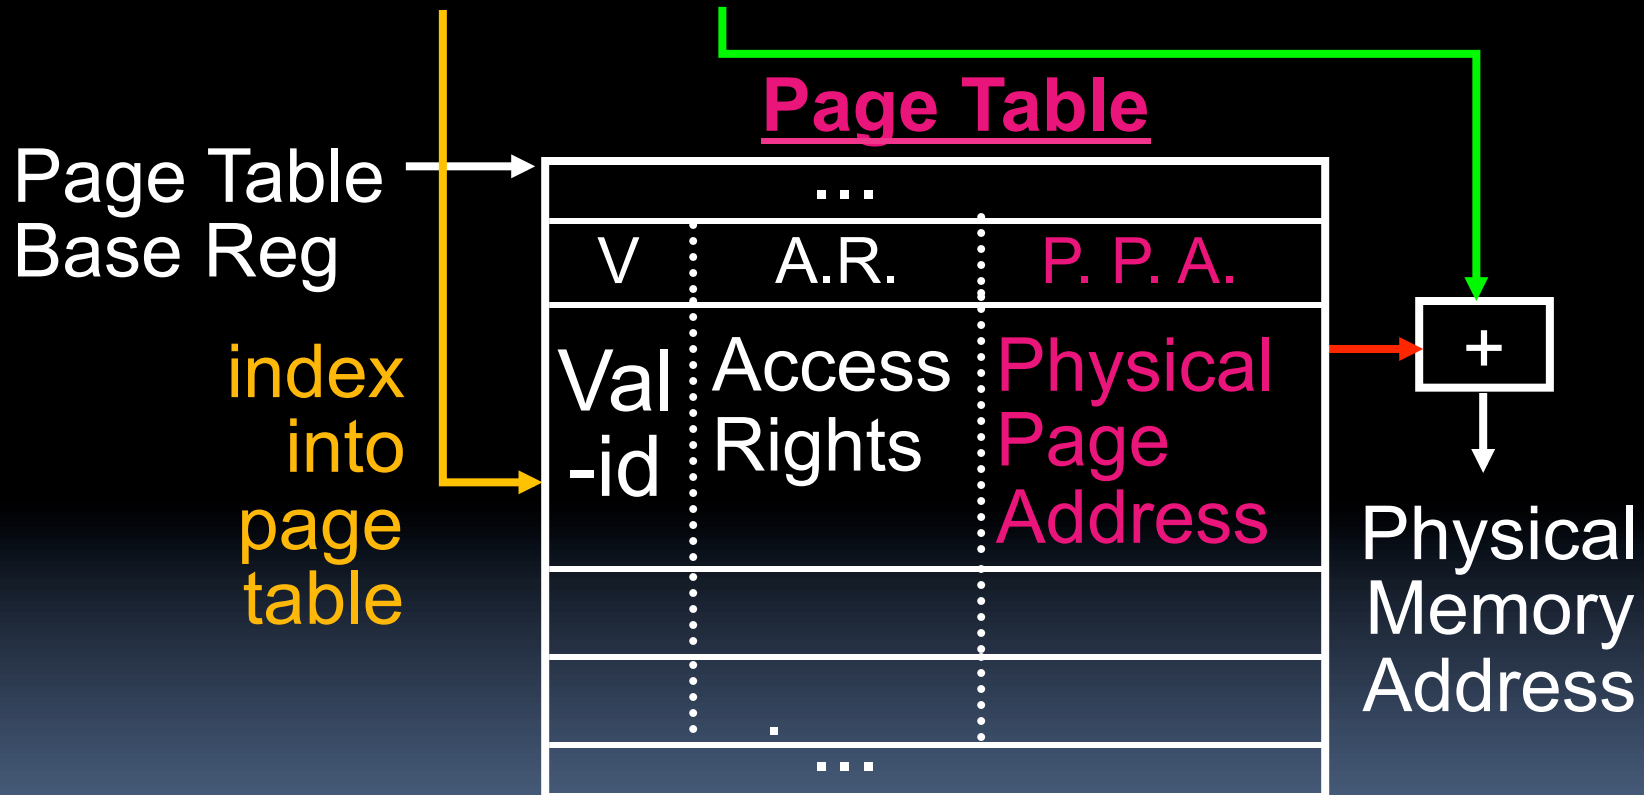 Page Table
Page Table
Base Reg
...
V A.R. P. P. A.
index
into
page
table
Val
-id
Access
Rights
Physical
Page
Address
+
Physical
Memory
Address
.
...